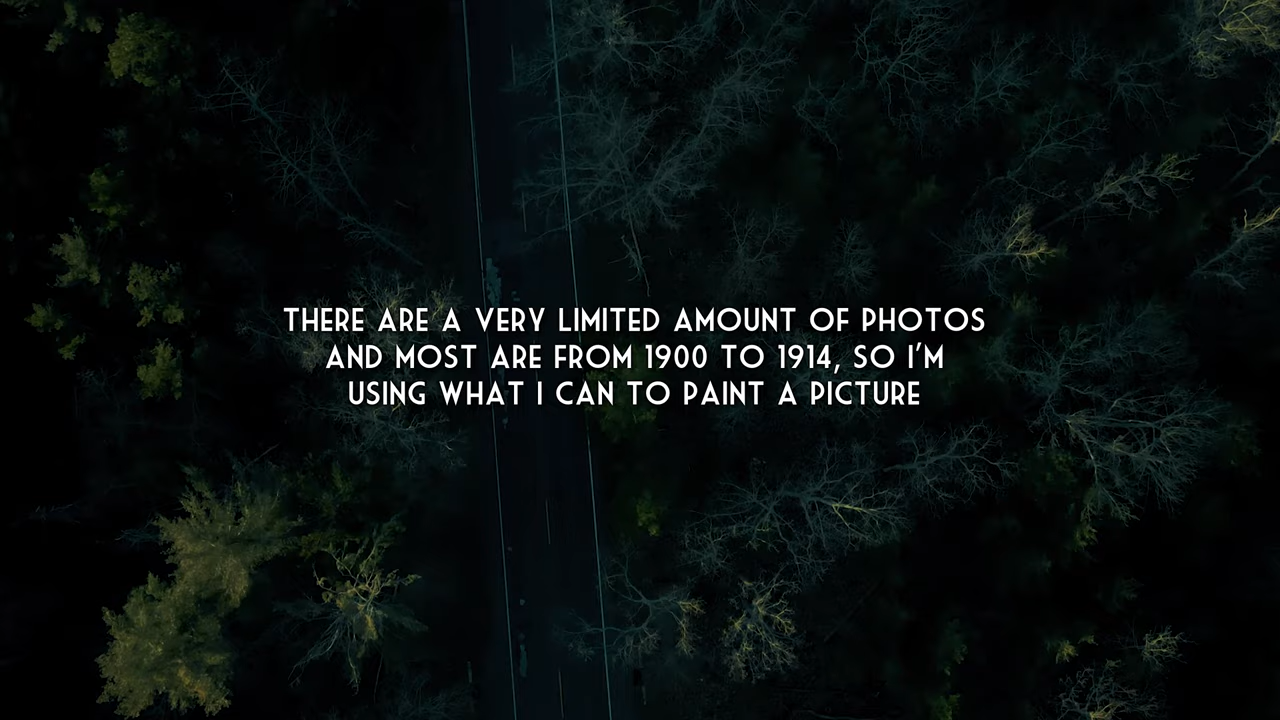 THERE ARE A VERY LIMITED AMOUNT OF PHOTOS
AND MOST ARE FROM 1900 TO 1914, SO I'M
USING WHAT I CAN TO PAINT A PICTURE